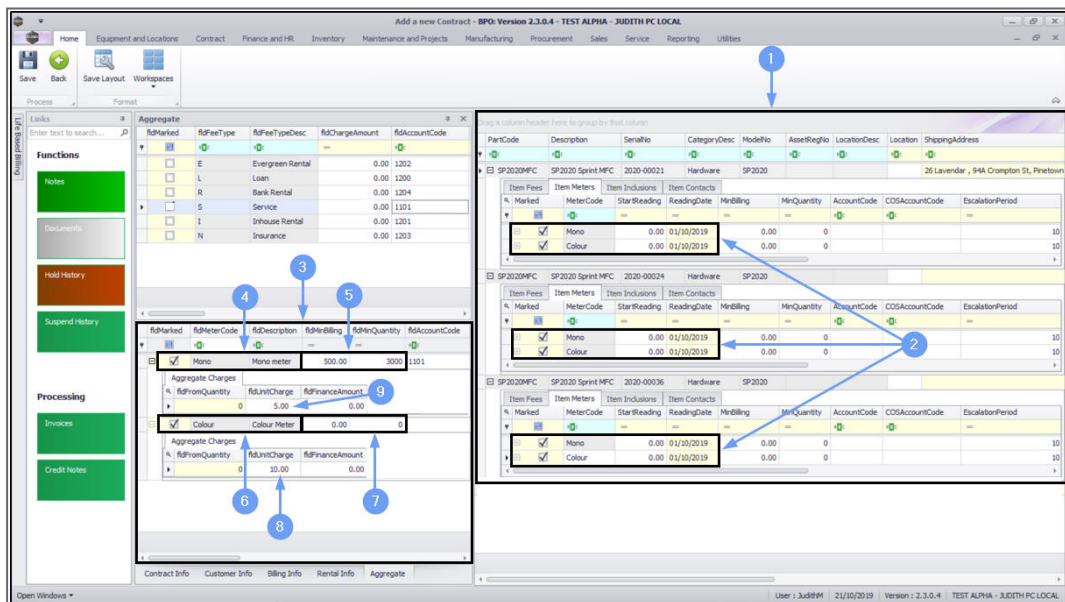 Add a new Contract - BPO: Version 2.3.0.4 - TEST ALPHA - JUDITH PC LOCAL
Home Equipment and Locations Contract Finance and HR Inventory Maintenance and Projects Manufacturing Procurement Sales Service Reporting Utilities
Save Back Save Layout Workspaces
Process Format
1
Life Based Billing
Links
Enter text to search...
Functions
Notes
Documents
Hold History
Suspend History
Processing
Invoices
Credit Notes
Aggregate
fldMarked fldFeeType fldFeeTypeDesc fldChargeAmount fldAccountCode
E Evergreen Rental 0.00 1202
L Loan 0.00 1200
R Bank Rental 0.00 1204
S Service 0.00 1101
I Inhouse Rental 0.00 1201
N Insurance 0.00 1203
3
4 5
fldMarked fldMeterCode fldDescription fldMinBilling fldMinQuantity fldAccountCode
Mono Mono meter 500.00 3000 1101
Aggregate Charges
fldFromQuantity fldUnitCharge fldFinanceAmount
0 5.00 0.00
9
Colour Colour Meter 0.00 0
Aggregate Charges
fldFromQuantity fldUnitCharge fldFinanceAmount
0 10.00 0.00
6 7
8
Contract Info Customer Info Billing Info Rental Info Aggregate
Drag a column header here to group by that column
PartCode Description SerialNo CategoryDesc ModelNo AssetRegNo LocationDesc Location ShippingAddress
SP2020MFC SP2020 Sprint MFC 2020-00021 Hardware SP2020 26 Lavendar , 94A Crompton St, Pinetown
Item Fees Item Meters Item Inclusions Item Contacts
Marked MeterCode StartReading ReadingDate MinBilling MinQuantity AccountCode COSAccountCode EscalationPeriod
Mono 0.00 01/10/2019 0.00 0 10
Colour 0.00 01/10/2019 0.00 0 10
SP2020MFC SP2020 Sprint MFC 2020-00024 Hardware SP2020
Item Fees Item Meters Item Inclusions Item Contacts
Marked MeterCode StartReading ReadingDate MinBilling MinQuantity AccountCode COSAccountCode EscalationPeriod
Mono 0.00 01/10/2019 0.00 0 10
Colour 0.00 01/10/2019 0.00 0 10
2
SP2020MFC SP2020 Sprint MFC 2020-00036 Hardware SP2020
Item Fees Item Meters Item Inclusions Item Contacts
Marked MeterCode StartReading ReadingDate MinBilling MinQuantity AccountCode COSAccountCode EscalationPeriod
Mono 0.00 01/10/2019 0.00 0 10
Colour 0.00 01/10/2019 0.00 0 10
Open Windows
User : JudithM 21/10/2019 Version : 2.3.0.4 TEST ALPHA - JUDITH PC LOCAL